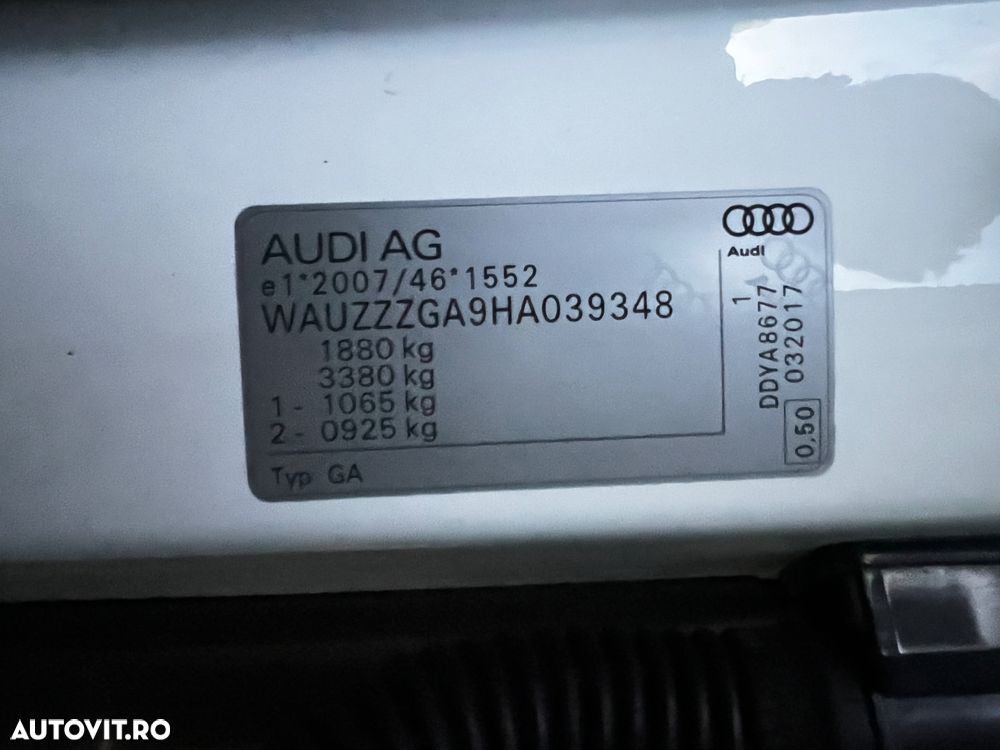 AUDI AG
e1*2007/46*1552
WAUZZZGA9HA039348
1880 kg
3380 kg
1 - 1065 kg
2 - 0925 kg
Typ GA
Audi
1
DDYA8677
032017
0,50
AUTOVIT.RO